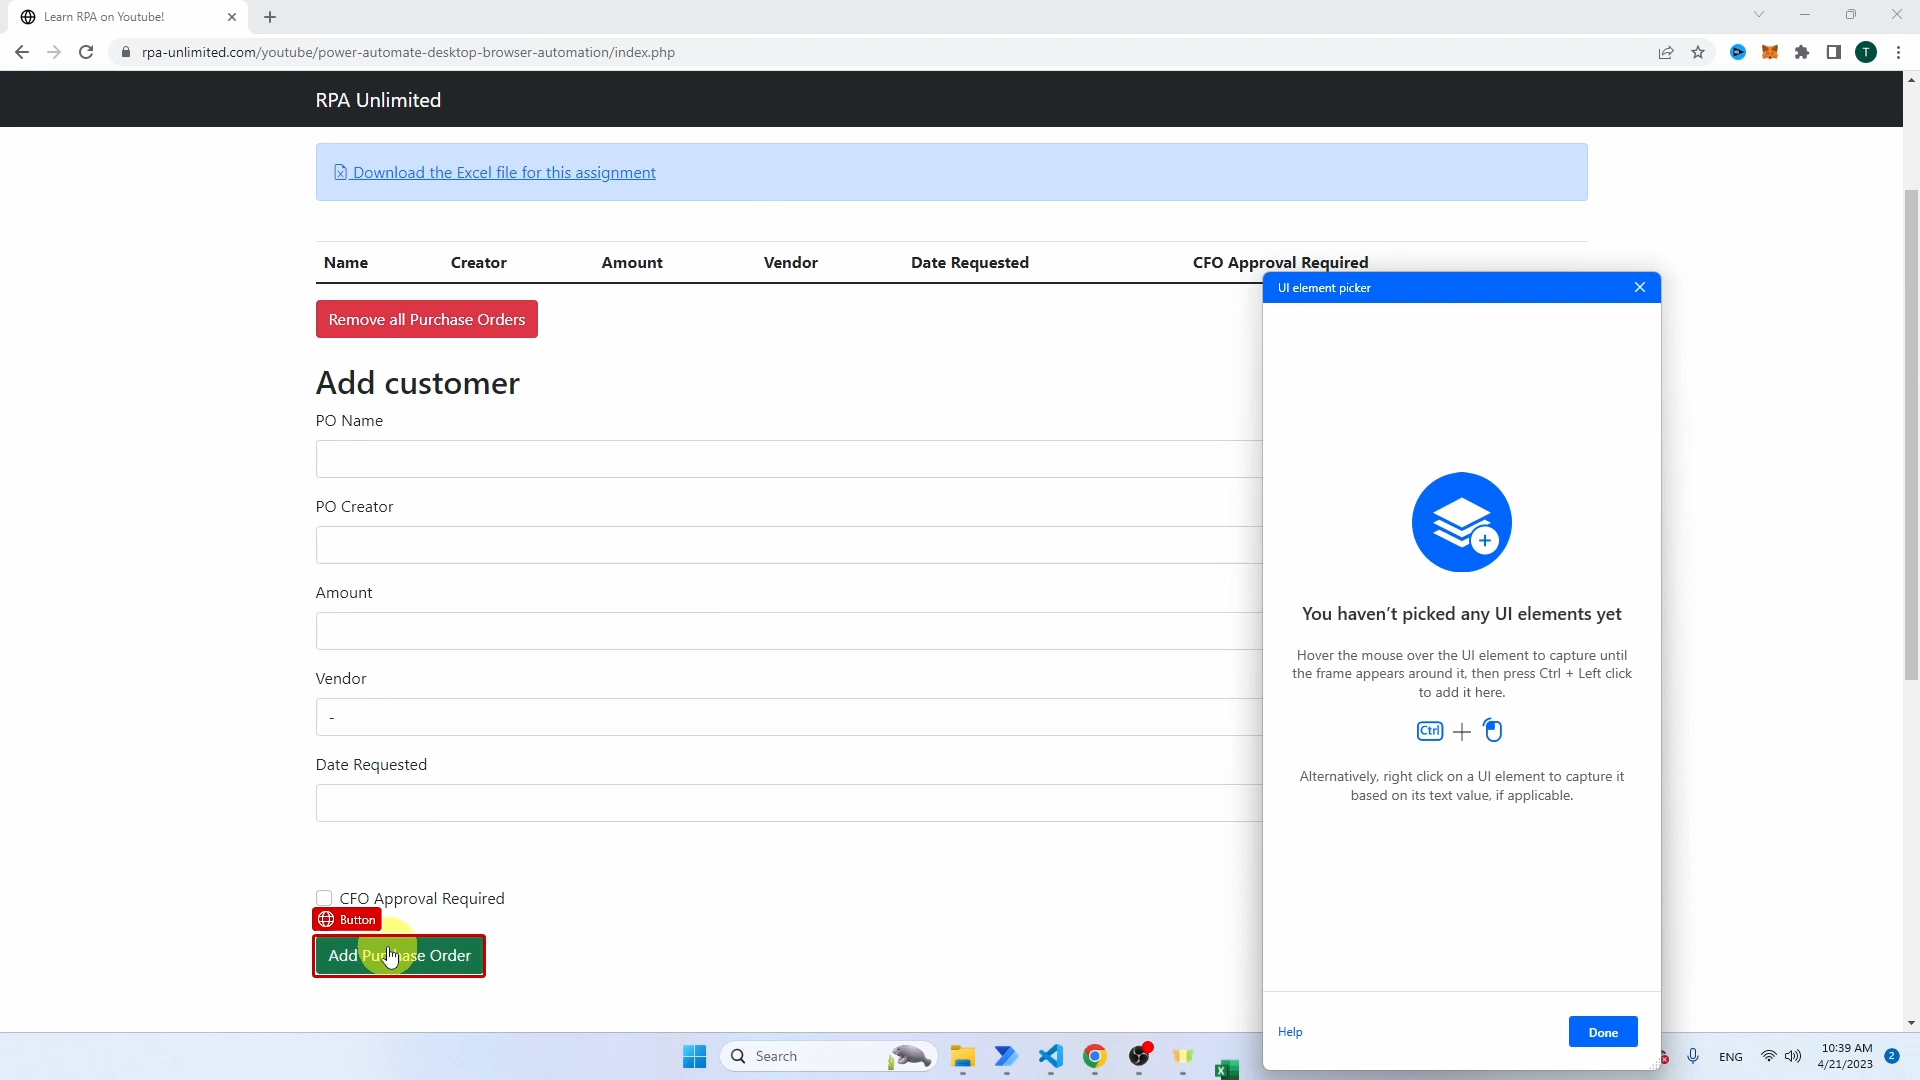 Learn RPA on Youtube!
rpa-unlimited.com/youtube/power-automate-desktop-browser-automation/index.php
T
RPA Unlimited
Download the Excel file for this assignment
Name Creator Amount Vendor Date Requested CFO Approval Required
Remove all Purchase Orders
Add customer
PO Name
PO Creator
Amount
Vendor
-
Date Requested
CFO Approval Required
Button
Add Purchase Order
UI element picker
You haven't picked any UI elements yet
Hover the mouse over the UI element to capture until
the frame appears around it, then press Ctrl + Left click
to add it here.
Ctrl +
Alternatively, right click on a UI element to capture it
based on its text value, if applicable.
Help
Done
Search
ENG
10:39 AM
4/21/2023
2